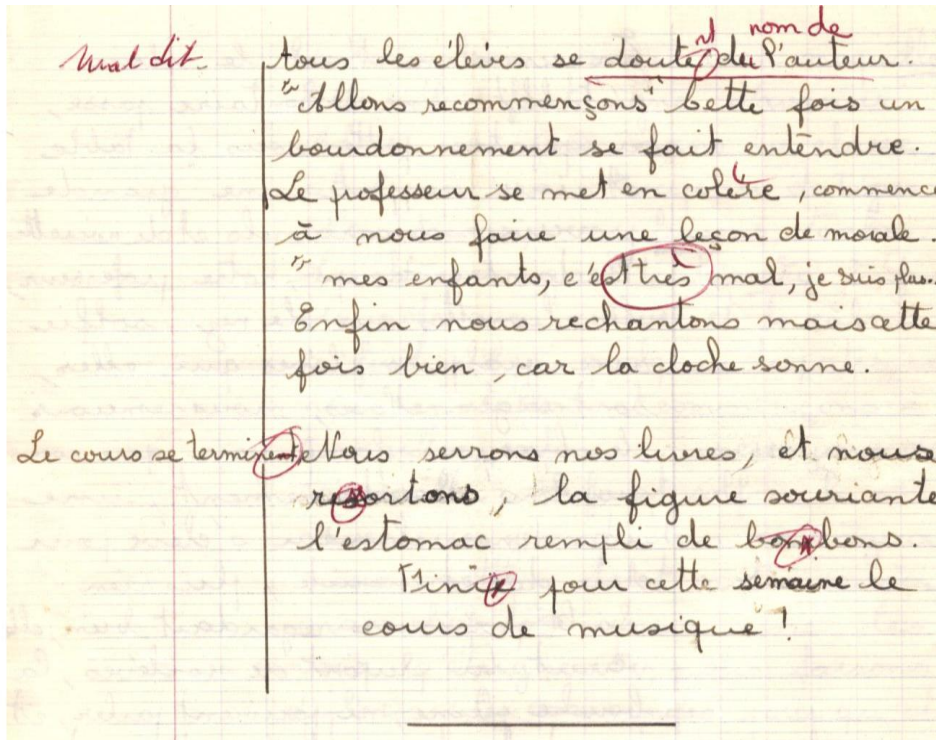 nom de
Mal dit tous les élèves se doute nt du l'auteur.
"Allons recommençons" Cette fois un
bourdonnement se fait entendre.
Le professeur se met en colère, commence
à nous faire une leçon de morale.
" mes enfants, c'est très mal, je suis plus..
Enfin nous rechantons mais cette
fois bien, car la cloche sonne.
Le cours se terminent Nous serrons nos livres, et nous
ressortons, la figure souriante
l'estomac rempli de bonbons.
Finie pour cette semaine le
cours de musique !